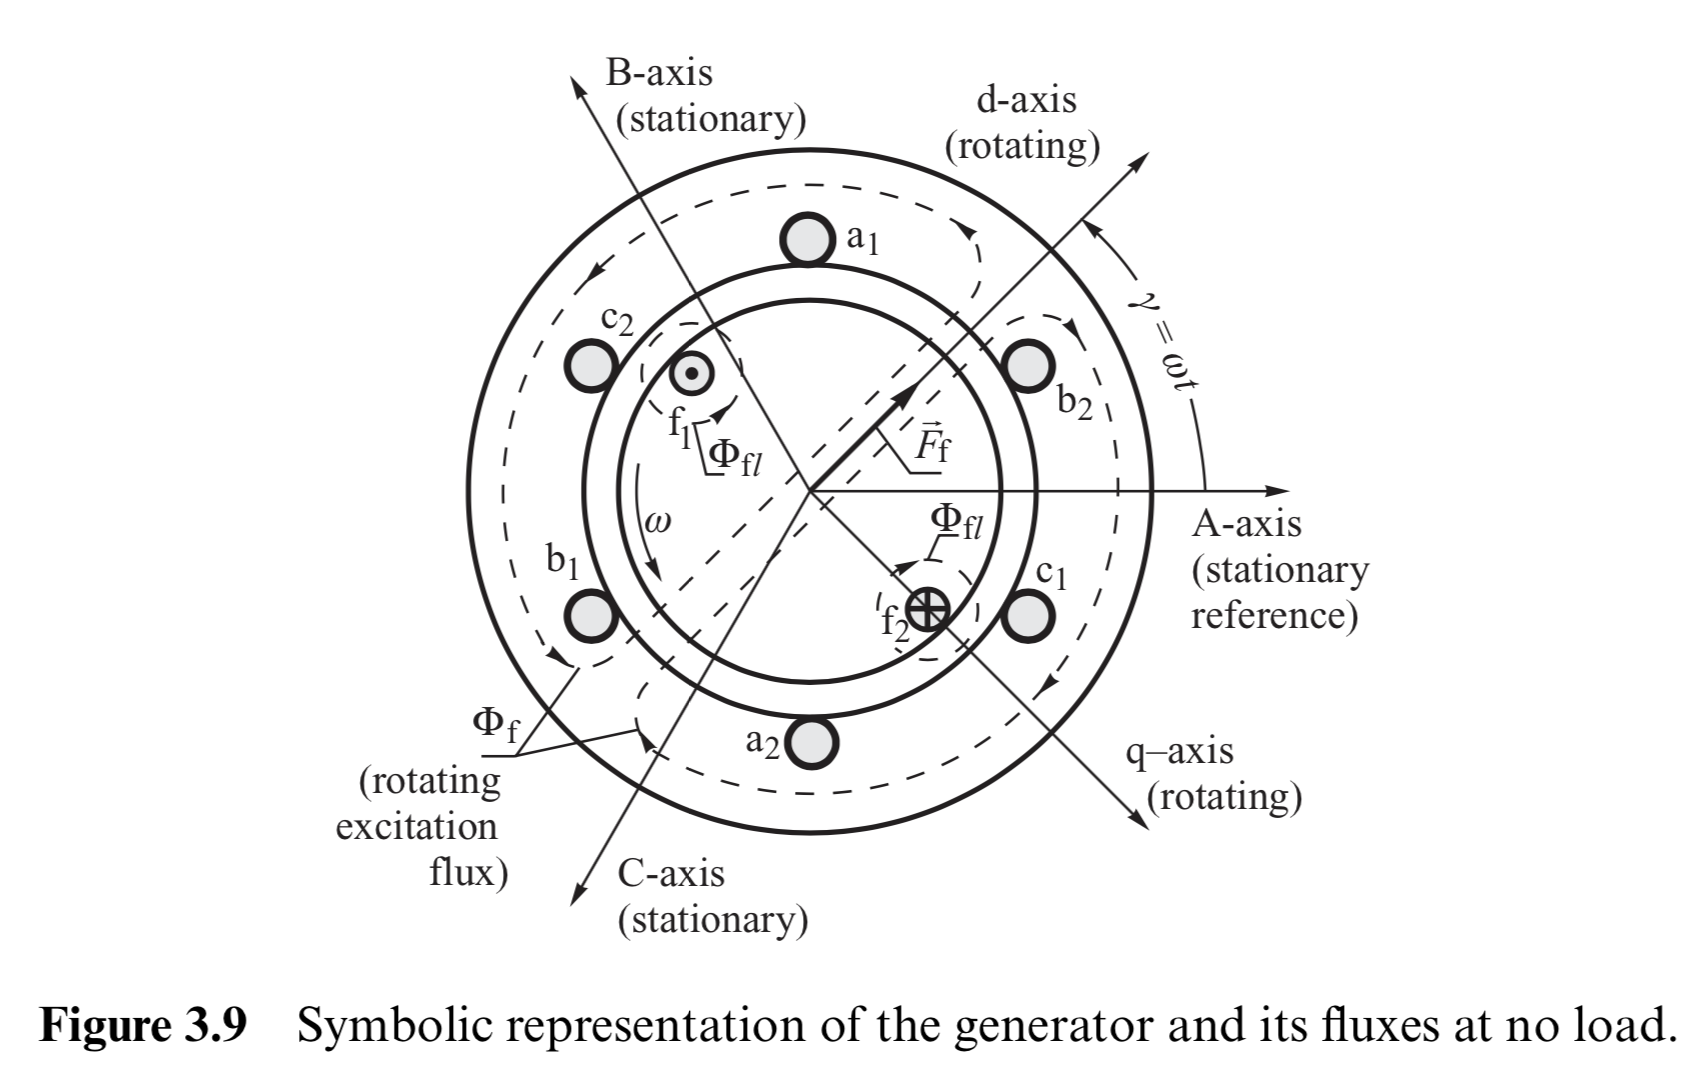 B-axis
(stationary)
d-axis
(rotating)
a1
γ = ωt
c2
b2
f1
Φfl
F⃗f
ω
Φfl
A-axis
(stationary
reference)
b1
c1
f2
Φf
a2
(rotating
excitation
flux)
q–axis
(rotating)
C-axis
(stationary)
Figure 3.9 Symbolic representation of the generator and its fluxes at no load.